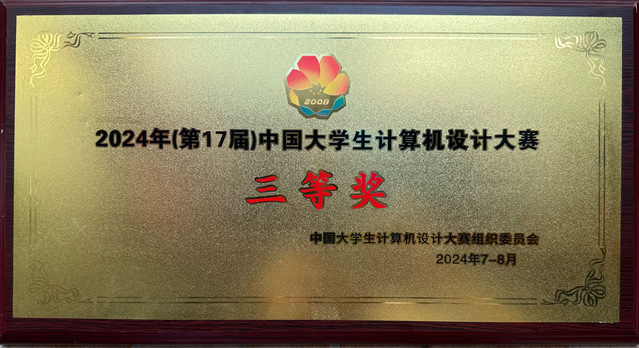 2008
2024年(第17届)中国大学生计算机设计大赛
三等奖
中国大学生计算机设计大赛组织委员会
2024年7-8月